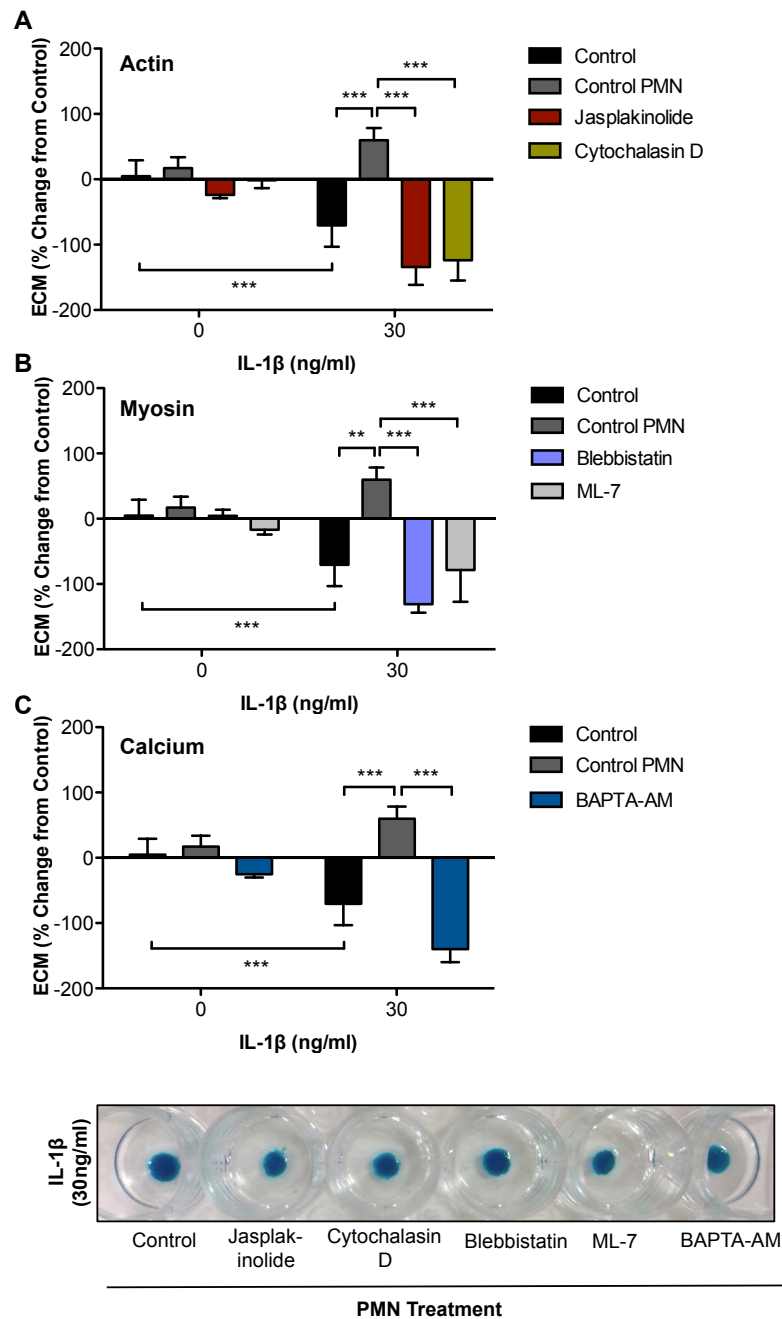 A
Actin
ECM (% Change from Control)
200
100
0
-100
-200
***
***
***
***
0
30
IL-1β (ng/ml)
Control
Control PMN
Jasplakinolide
Cytochalasin D
B
Myosin
ECM (% Change from Control)
200
100
0
-100
-200
***
**
***
***
0
30
IL-1β (ng/ml)
Control
Control PMN
Blebbistatin
ML-7
C
Calcium
ECM (% Change from Control)
200
100
0
-100
-200
***
***
***
0
30
IL-1β (ng/ml)
Control
Control PMN
BAPTA-AM
IL-1β
(30ng/ml)
Control
Jasplak-
inolide
Cytochalasin
D
Blebbistatin
ML-7
BAPTA-AM
PMN Treatment